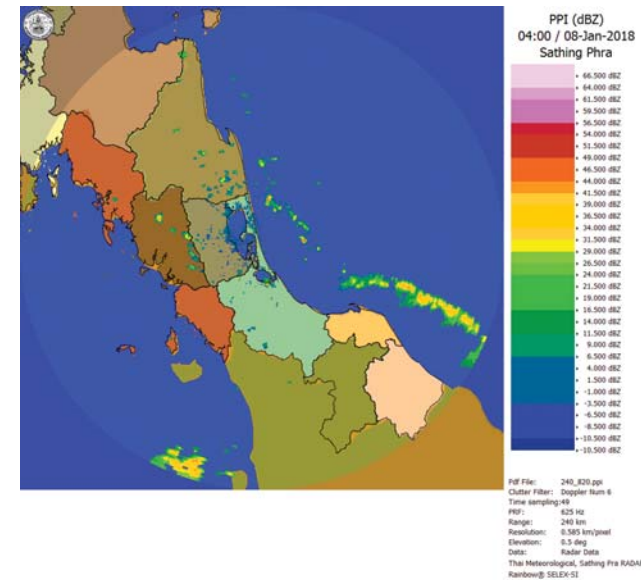 PPI (dBZ)
04:00 / 08-Jan-2018
Sathing Phra
66.500 dBZ
64.000 dBZ
61.500 dBZ
59.500 dBZ
56.500 dBZ
54.000 dBZ
51.500 dBZ
49.000 dBZ
46.500 dBZ
44.000 dBZ
41.500 dBZ
39.000 dBZ
36.500 dBZ
34.000 dBZ
31.500 dBZ
29.000 dBZ
26.500 dBZ
24.000 dBZ
21.500 dBZ
19.000 dBZ
16.500 dBZ
14.000 dBZ
11.500 dBZ
9.000 dBZ
6.500 dBZ
4.000 dBZ
1.500 dBZ
-1.000 dBZ
-3.500 dBZ
-6.500 dBZ
-8.500 dBZ
-10.500 dBZ
-10.500 dBZ
Pdf File: 240_820.ppi
Clutter Filter: Doppler Num 6
Time sampling:49
PRF: 625 Hz
Range: 240 km
Resolution: 0.585 km/pixel
Elevation: 0.5 deg
Data: Radar Data
Thai Meteorological, Sathing Pra RADAR
Rainbow® SELEX-SI